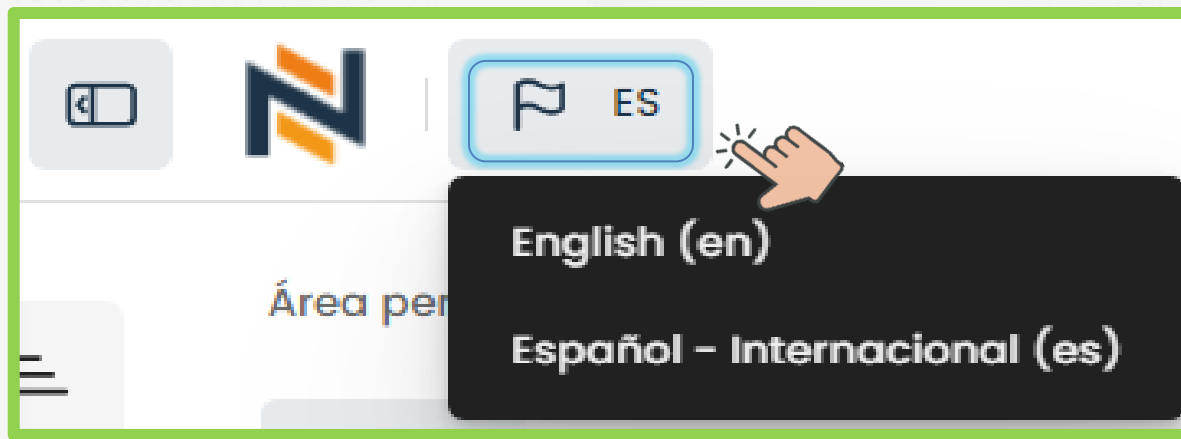 ES
English (en)
Área per
Español - Internacional (es)